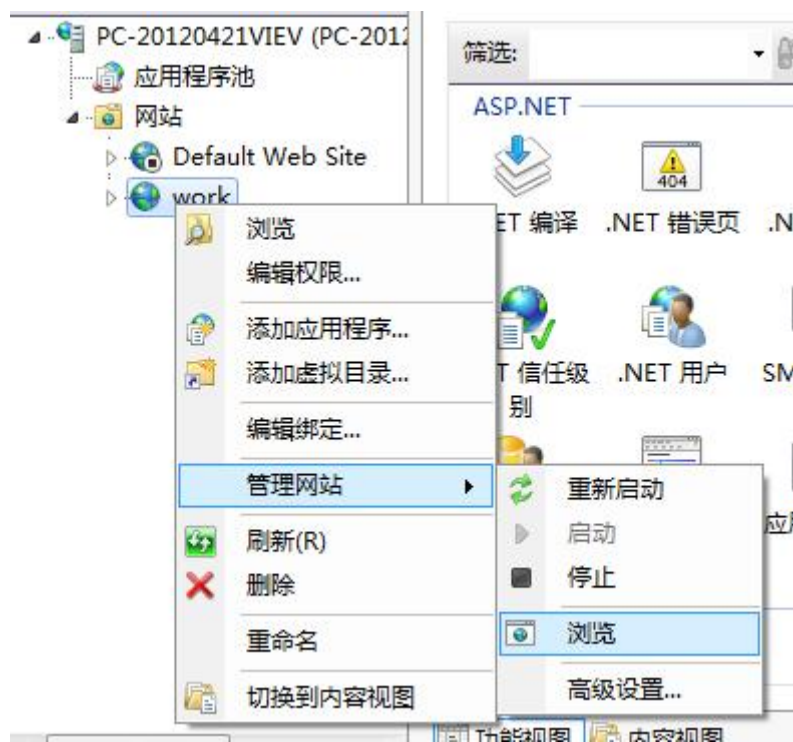 PC-20120421VIEV (PC-2012
应用程序池
网站
Default Web Site
work
筛选:
ASP.NET
404
ET 编译
.NET 错误页
.N
T 信任级别
.NET 用户
SM
浏览
编辑权限...
添加应用程序...
添加虚拟目录...
编辑绑定...
管理网站
刷新(R)
删除
重命名
切换到内容视图
重新启动
启动
停止
浏览
高级设置...
功能视图
内容视图